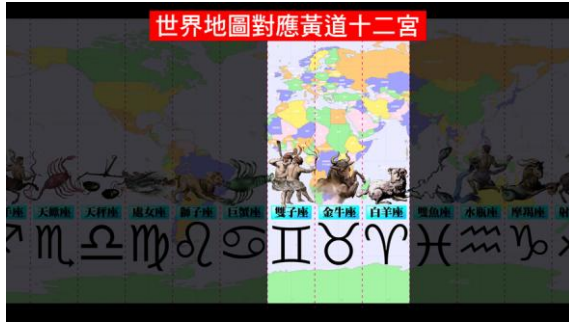 世界地圖對應黃道十二宮
天蠍座 天秤座 處女座 獅子座 巨蟹座 雙子座 金牛座 白羊座 雙魚座 水瓶座 摩羯座
♏ ♎ ♍ ♌ ♋ ♊ ♉ ♈ ♓ ♒ ♑